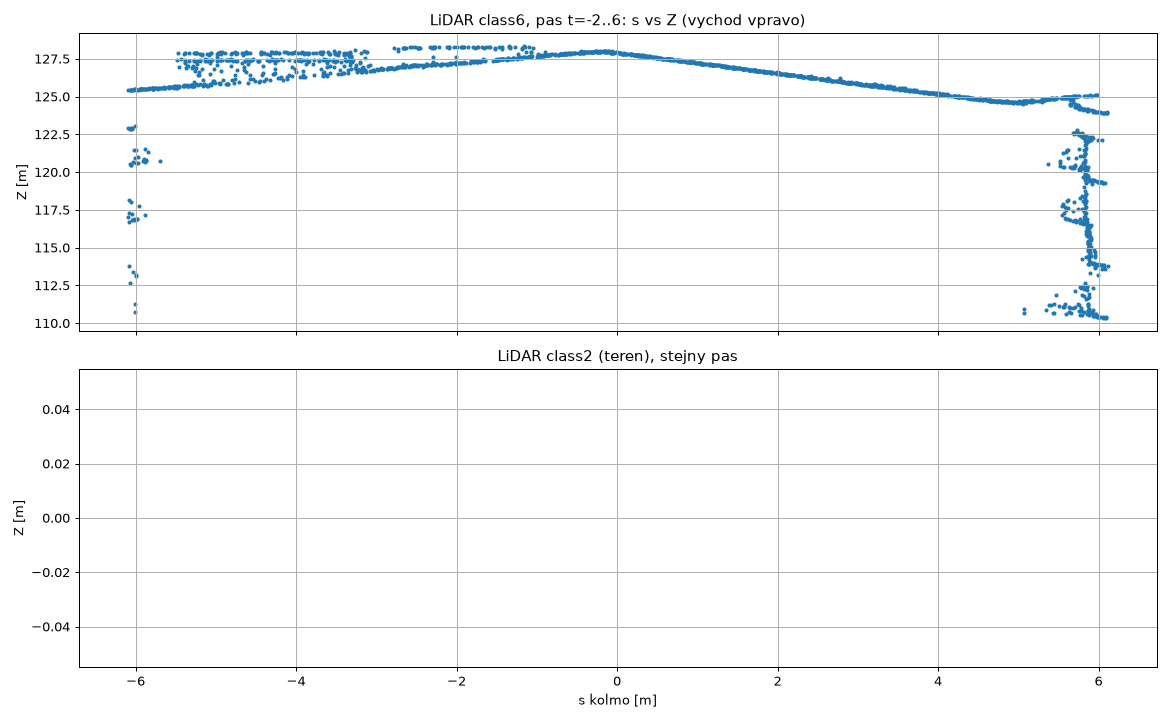 LiDAR class6, pas t=-2..6: s vs Z (vychod vpravo)
127.5
125.0
122.5
120.0
117.5
115.0
112.5
110.0
Z [m]
LiDAR class2 (teren), stejny pas
0.04
0.02
0.00
−0.02
−0.04
Z [m]
−6 −4 −2 0 2 4 6
s kolmo [m]